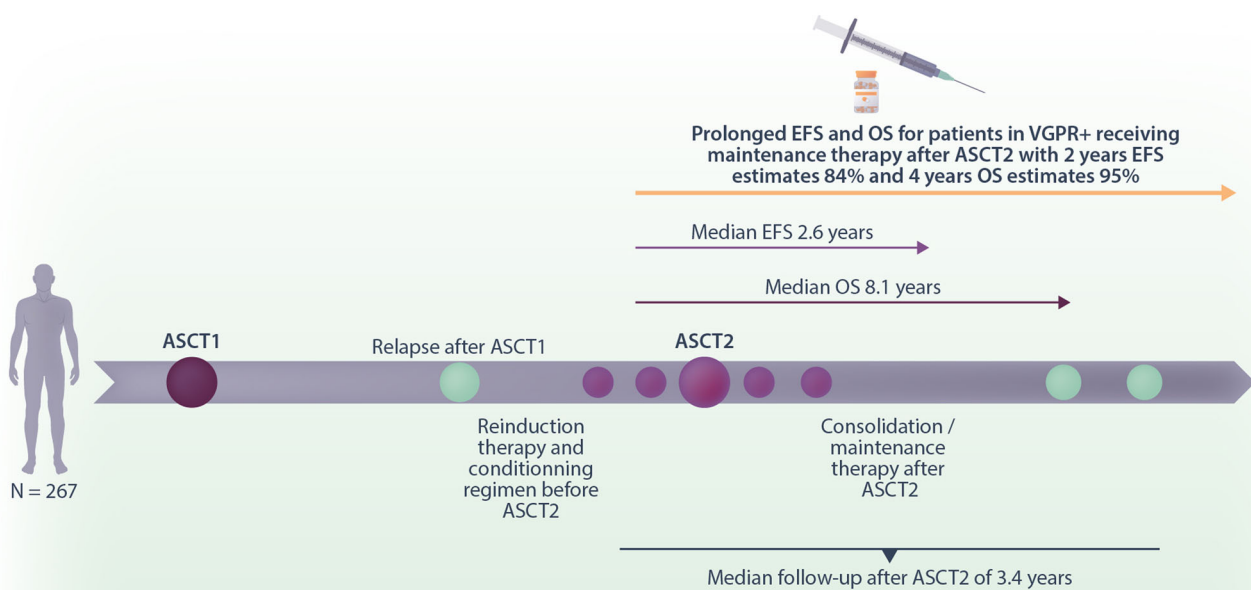 Prolonged EFS and OS for patients in VGPR+ receiving
maintenance therapy after ASCT2 with 2 years EFS
estimates 84% and 4 years OS estimates 95%
Median EFS 2.6 years
Median OS 8.1 years
ASCT1
Relapse after ASCT1
ASCT2
Reinduction
therapy and
conditionning
regimen before
ASCT2
Consolidation /
maintenance
therapy after
ASCT2
N = 267
Median follow-up after ASCT2 of 3.4 years